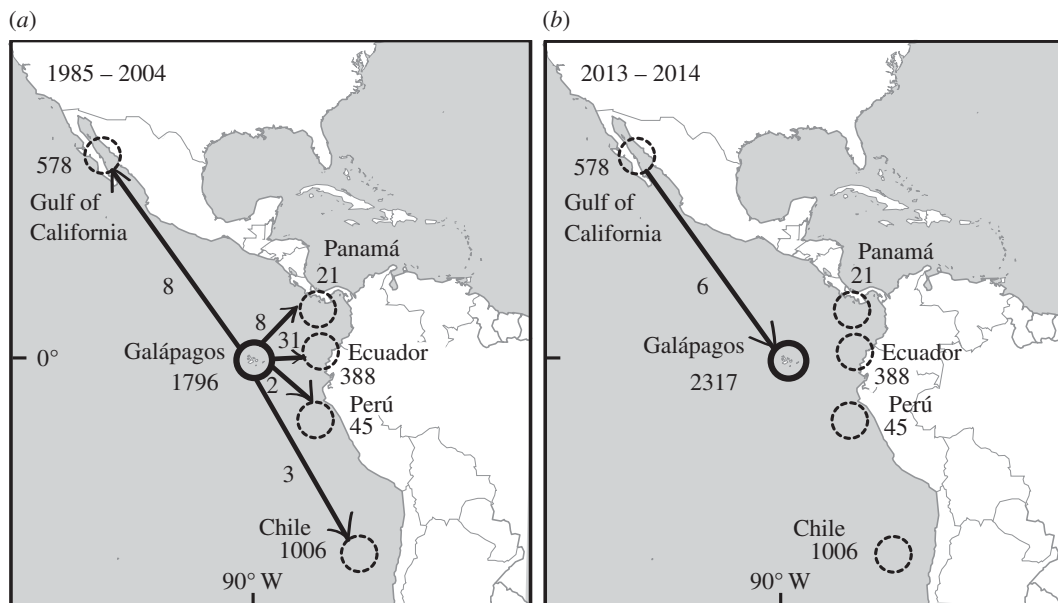 (a)
1985 – 2004
578
Gulf of
California
Panamá
21
8
8
31
Galápagos
1796
0°
2
Ecuador
388
Perú
45
3
Chile
1006
90° W
(b)
2013 – 2014
578
Gulf of
California
Panamá
21
6
Galápagos
2317
Ecuador
388
Perú
45
Chile
1006
90° W